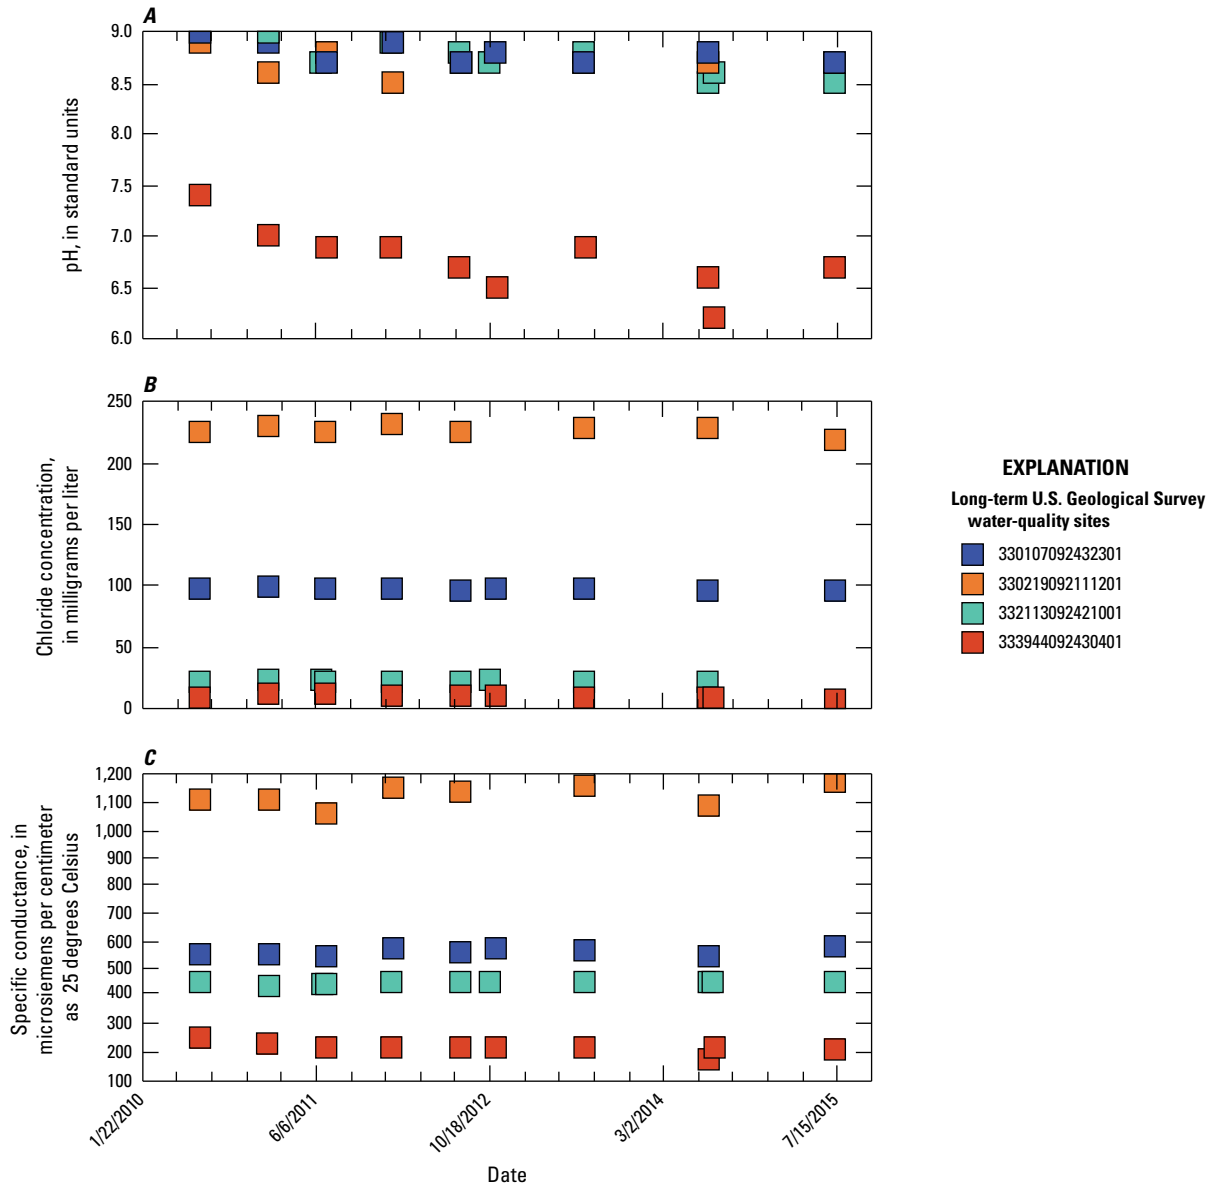 A
9.0
8.5
8.0
7.5
7.0
6.5
6.0
pH, in standard units
B
250
200
150
100
50
0
Chloride concentration,
in milligrams per liter
C
1,200
1,100
1,000
900
800
700
600
500
400
300
200
100
Specific conductance, in
microsiemens per centimeter
as 25 degrees Celsius
1/22/2010
6/6/2011
10/18/2012
3/2/2014
7/15/2015
Date
EXPLANATION
Long-term U.S. Geological Survey
water-quality sites
330107092432301
330219092111201
332113092421001
333944092430401